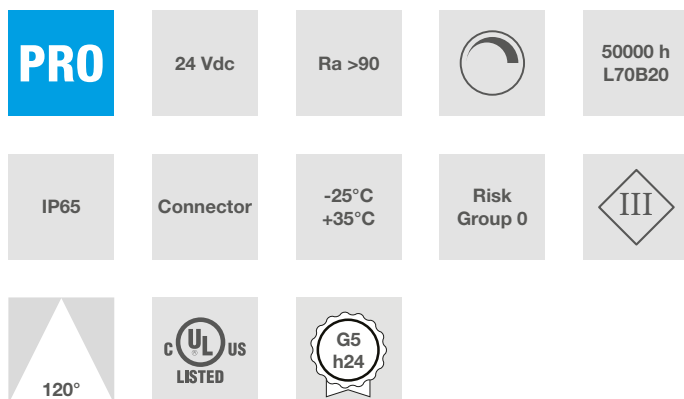 PRO
24 Vdc
Ra >90
50000 h
L70B20
IP65
Connector
-25°C
+35°C
Risk
Group 0
III
120°
C UL ® US
LISTED
G5
h24